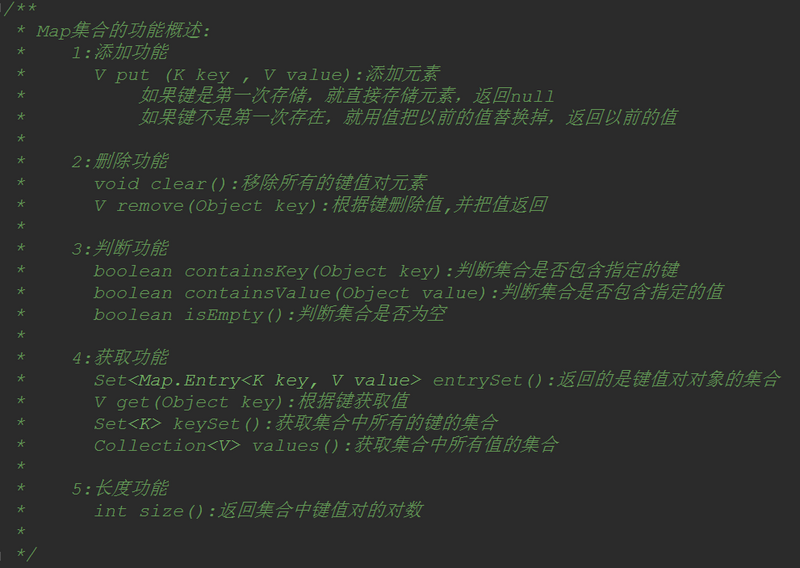 /**
* Map集合的功能概述:
* 1:添加功能
* V put (K key , V value):添加元素
* 如果键是第一次存储，就直接存储元素，返回null
* 如果键不是第一次存在，就用值把以前的值替换掉，返回以前的值
*
* 2:删除功能
* void clear():移除所有的键值对元素
* V remove(Object key):根据键删除值,并把值返回
*
* 3:判断功能
* boolean containsKey(Object key):判断集合是否包含指定的键
* boolean containsValue(Object value):判断集合是否包含指定的值
* boolean isEmpty():判断集合是否为空
*
* 4:获取功能
* Set<Map.Entry<K key, V value> entrySet():返回的是键值对对象的集合
* V get(Object key):根据键获取值
* Set<K> keySet():获取集合中所有的键的集合
* Collection<V> values():获取集合中所有值的集合
*
* 5:长度功能
* int size():返回集合中键值对的对数
*
*/